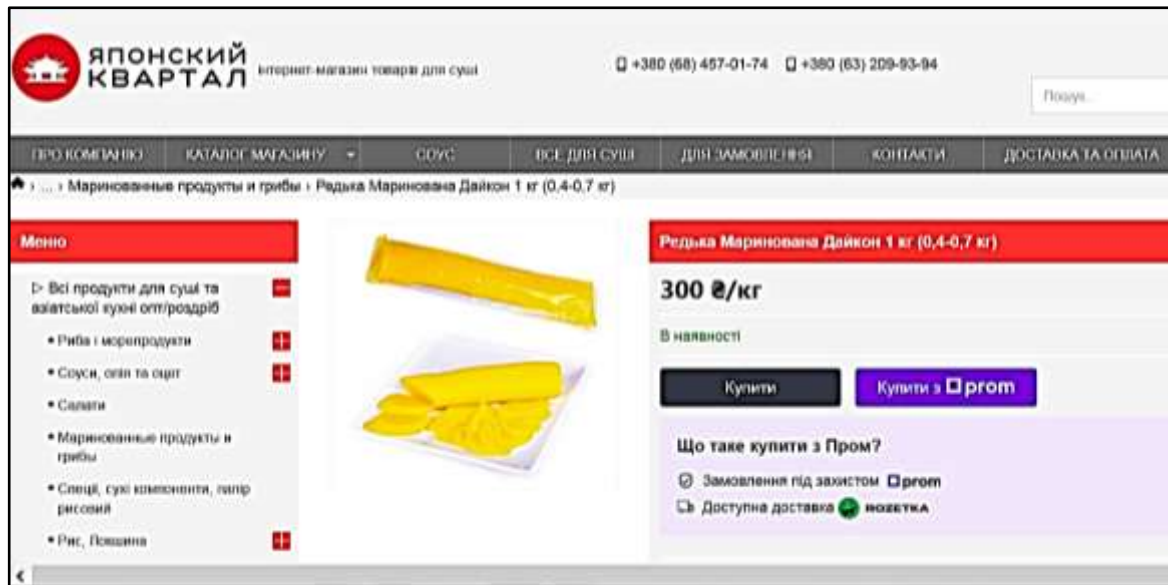 ЯПОНСКИЙ
КВАРТАЛ
Інтернет-магазин товарів для суші
+380 (68) 457-01-74 +380 (63) 209-93-94
Пошук...
ПРО КОМПАНІЮ КАТАЛОГ МАГАЗИНУ СОУС ВСЕ ДЛЯ СУШІ ДЛЯ ЗАМОВЛЕННЯ КОНТАКТИ ДОСТАВКА ТА ОПЛАТА
› ... › Маринованные продукты и грибы › Редька Маринована Дайкон 1 кг (0,4-0,7 кг)
Меню
Всі продукти для суші та
азіатської кухні опт/роздріб
Риба і морепродукти
Соуси, олія та оцит
Салати
Маринованные продукты и
грибы
Спеції, сухі компоненти, папір
рисовий
Рис, Локшина
Редька Маринована Дайкон 1 кг (0,4-0,7 кг)
300 ₴/кг
В наявності
Купити
Купити з prom
Що таке купити з Пром?
Замовлення під захистом prom
Доступна доставка ROZETKA